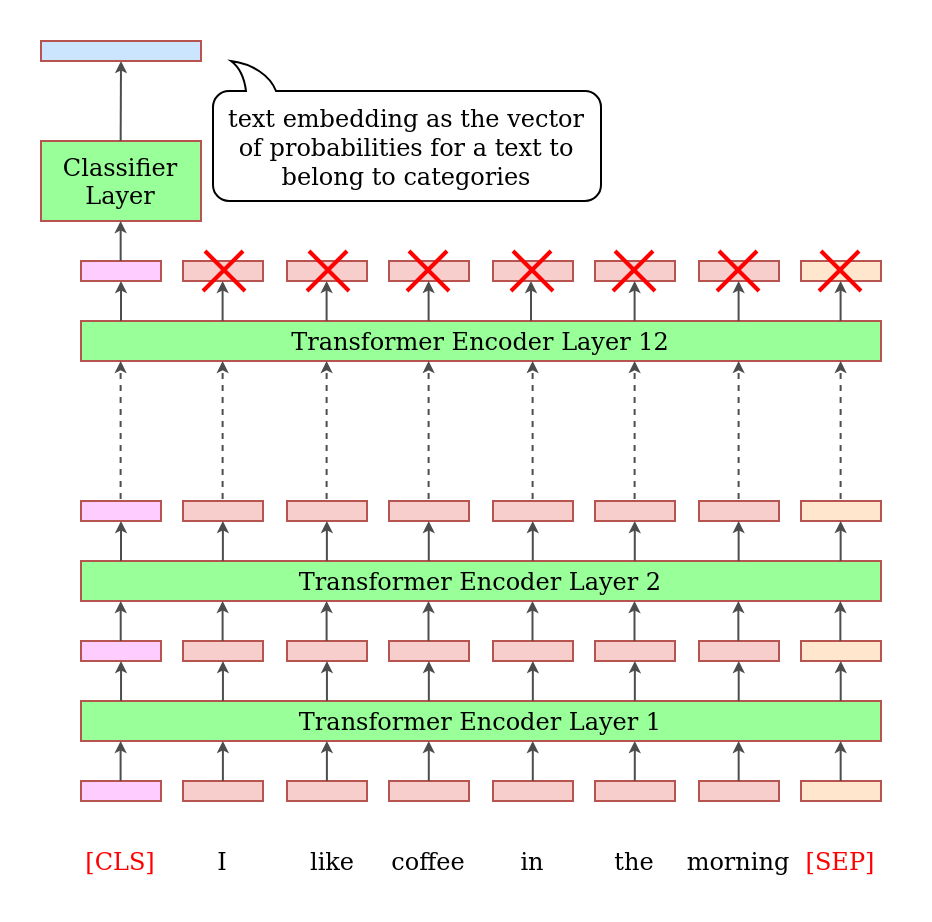 text embedding as the vector
of probabilities for a text to
belong to categories
Classifier
Layer
Transformer Encoder Layer 12
Transformer Encoder Layer 2
Transformer Encoder Layer 1
[CLS] I like coffee in the morning [SEP]